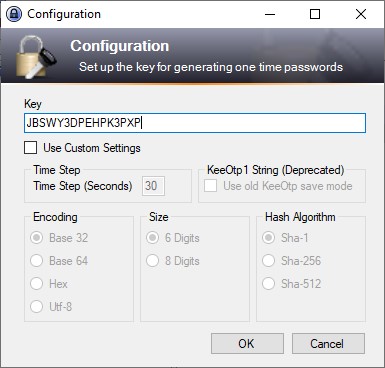 Configuration
Configuration
Set up the key for generating one time passwords
Key
JBSWY3DPEHPK3PXP
Use Custom Settings
Time Step
Time Step (Seconds) 30
KeeOtp1 String (Deprecated)
Use old KeeOtp save mode
Encoding
Base 32
Base 64
Hex
Utf-8
Size
6 Digits
8 Digits
Hash Algorithm
Sha-1
Sha-256
Sha-512
OK
Cancel